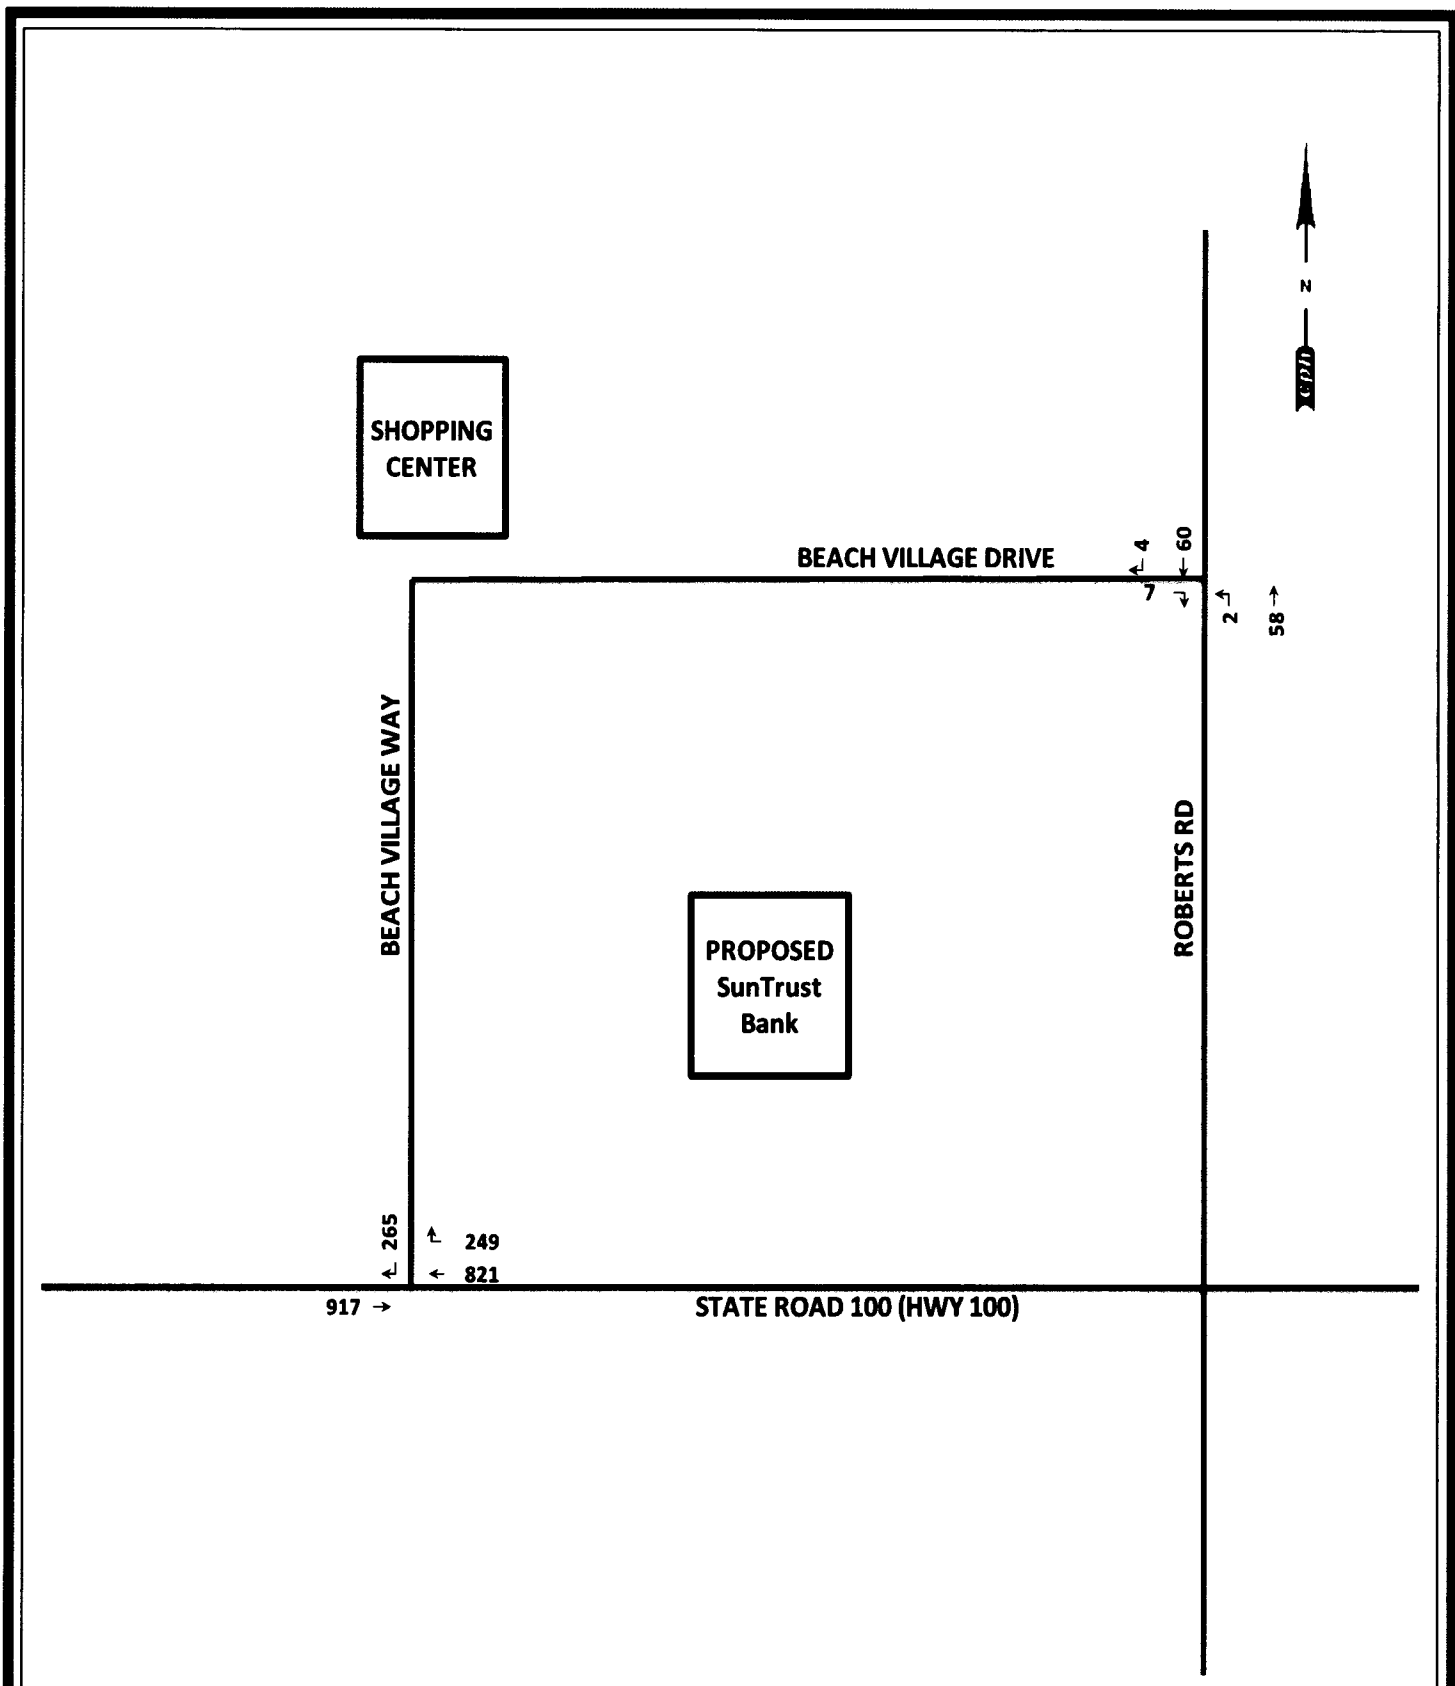 N
cph
SHOPPING
CENTER
BEACH VILLAGE DRIVE
4
60
7
2
58
BEACH VILLAGE WAY
ROBERTS RD
PROPOSED
SunTrust
Bank
265
249
821
917
STATE ROAD 100 (HWY 100)